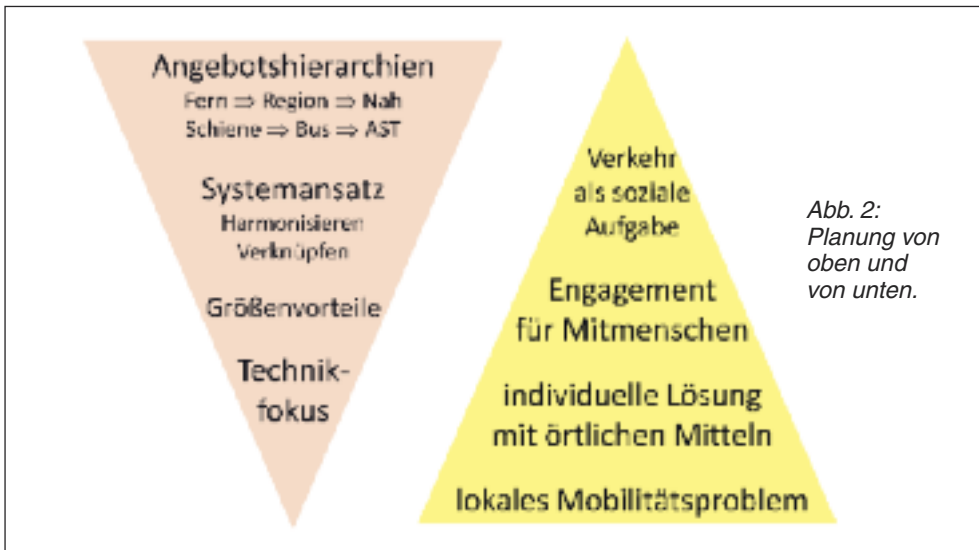 Angebotshierarchien
Fern ⇒ Region ⇒ Nah
Schiene ⇒ Bus ⇒ AST
Systemansatz
Harmonisieren
Verknüpfen
Größenvorteile
Technik-
fokus
Verkehr
als soziale
Aufgabe
Engagement
für Mitmenschen
individuelle Lösung
mit örtlichen Mitteln
lokales Mobilitätsproblem
Abb. 2:
Planung von
oben und
von unten.